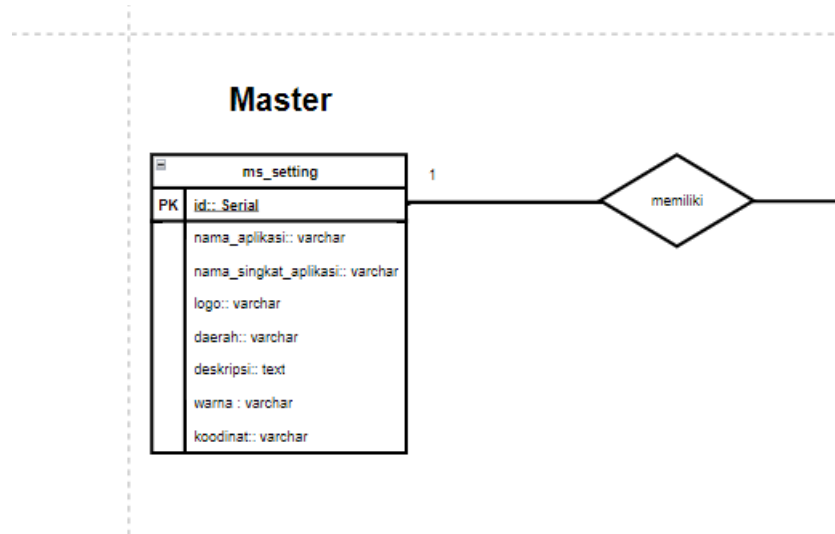 Master
ms_setting
1
PK id:: Serial
memiliki
nama_aplikasi:: varchar
nama_singkat_aplikasi:: varchar
logo:: varchar
daerah:: varchar
deskripsi:: text
warna : varchar
koodinat:: varchar